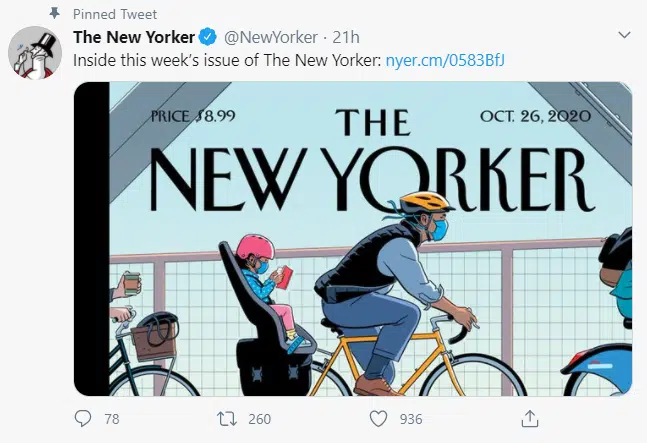 Pinned Tweet
The New Yorker @NewYorker · 21h
Inside this week's issue of The New Yorker: nyer.cm/0583BfJ
PRICE $8.99 THE OCT. 26, 2020
NEW YORKER
78 260 936